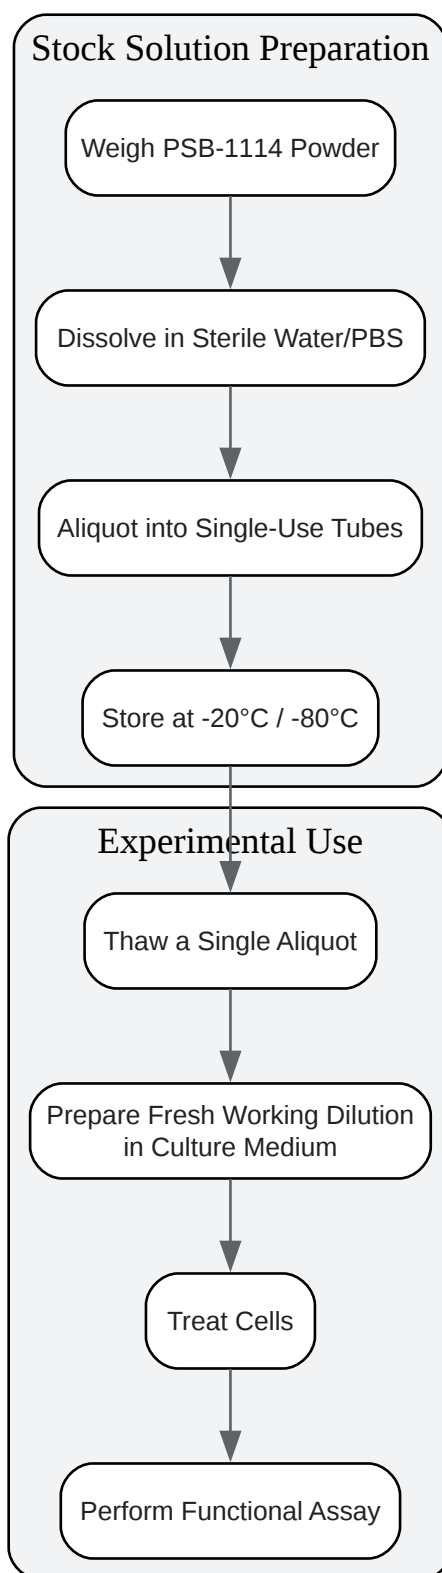 Stock Solution Preparation
Weigh PSB-1114 Powder
Dissolve in Sterile Water/PBS
Aliquot into Single-Use Tubes
Store at -20°C / -80°C
Experimental Use
Thaw a Single Aliquot
Prepare Fresh Working Dilution
in Culture Medium
Treat Cells
Perform Functional Assay